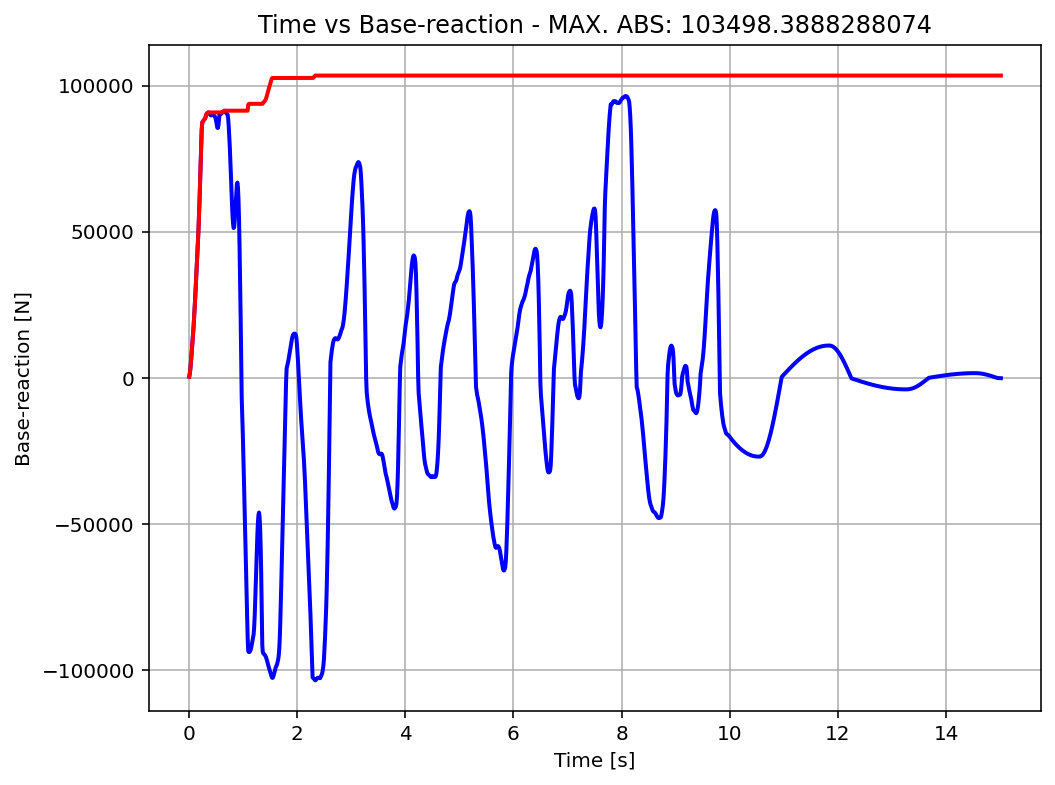 Time vs Base-reaction - MAX. ABS: 103498.3888288074
100000
50000
0
−50000
−100000
Base-reaction [N]
0 2 4 6 8 10 12 14
Time [s]